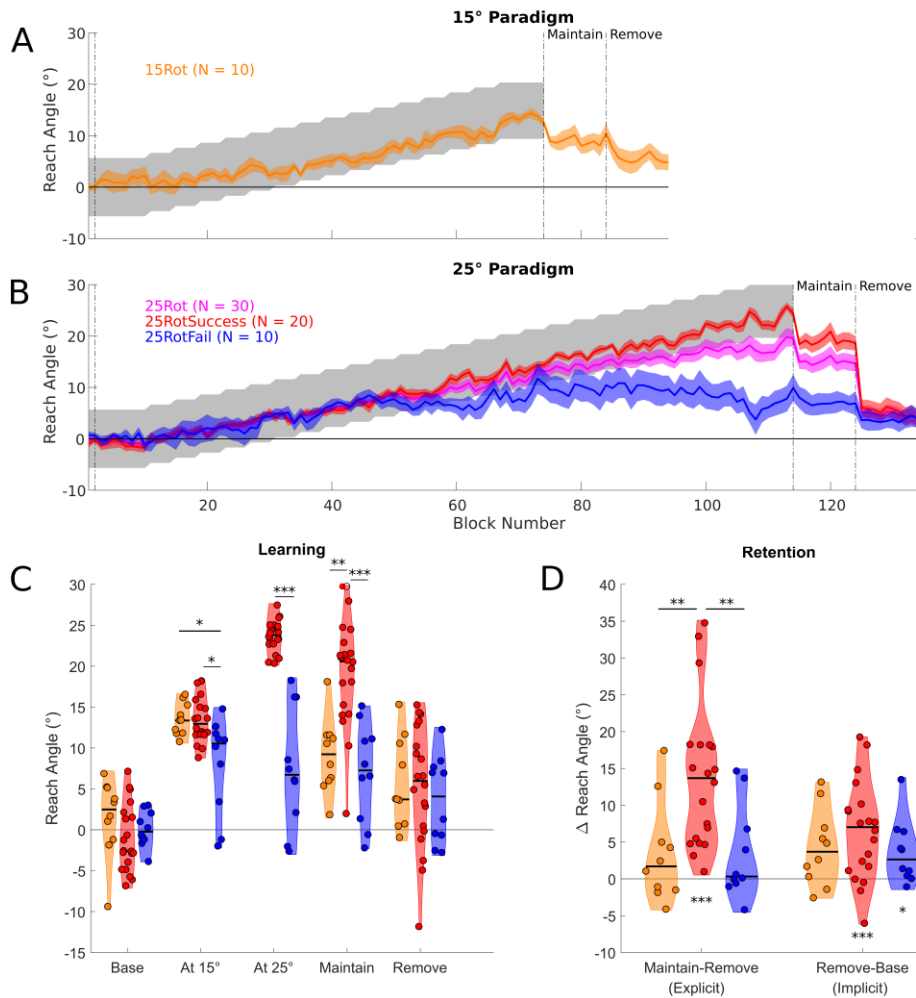 A
15° Paradigm
Maintain Remove
15Rot (N = 10)
Reach Angle (°)
30
20
10
0
-10
B
25° Paradigm
Maintain Remove
25Rot (N = 30)
25RotSuccess (N = 20)
25RotFail (N = 10)
Reach Angle (°)
30
20
10
0
-10
20 40 60 80 100 120
Block Number
C
Learning
Reach Angle (°)
30
25
20
15
10
5
0
-5
-10
-15
* * *** ** ***
Base At 15° At 25° Maintain Remove
D
Retention
Δ Reach Angle (°)
40
35
30
25
20
15
10
5
0
-5
-10
** **
*** *** *
Maintain-Remove Remove-Base
(Explicit) (Implicit)